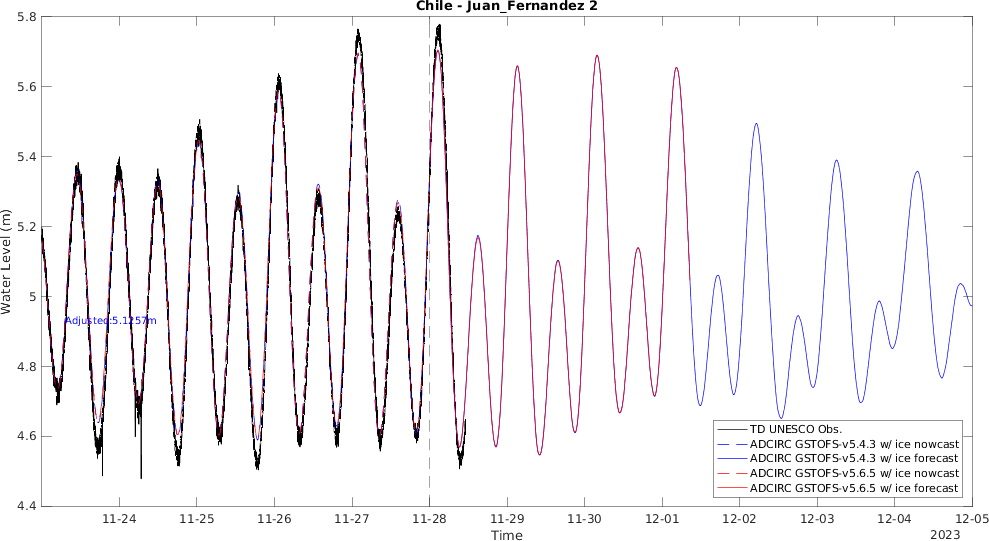 Chile - Juan_Fernandez 2
5.8
5.6
5.4
5.2
5
4.8
4.6
4.4
Water Level (m)
Adjusted:5.1257m
TD UNESCO Obs.
ADCIRC GSTOFS-v5.4.3 w/ ice nowcast
ADCIRC GSTOFS-v5.4.3 w/ ice forecast
ADCIRC GSTOFS-v5.6.5 w/ ice nowcast
ADCIRC GSTOFS-v5.6.5 w/ ice forecast
11-24 11-25 11-26 11-27 11-28 11-29 11-30 12-01 12-02 12-03 12-04 12-05
Time
2023